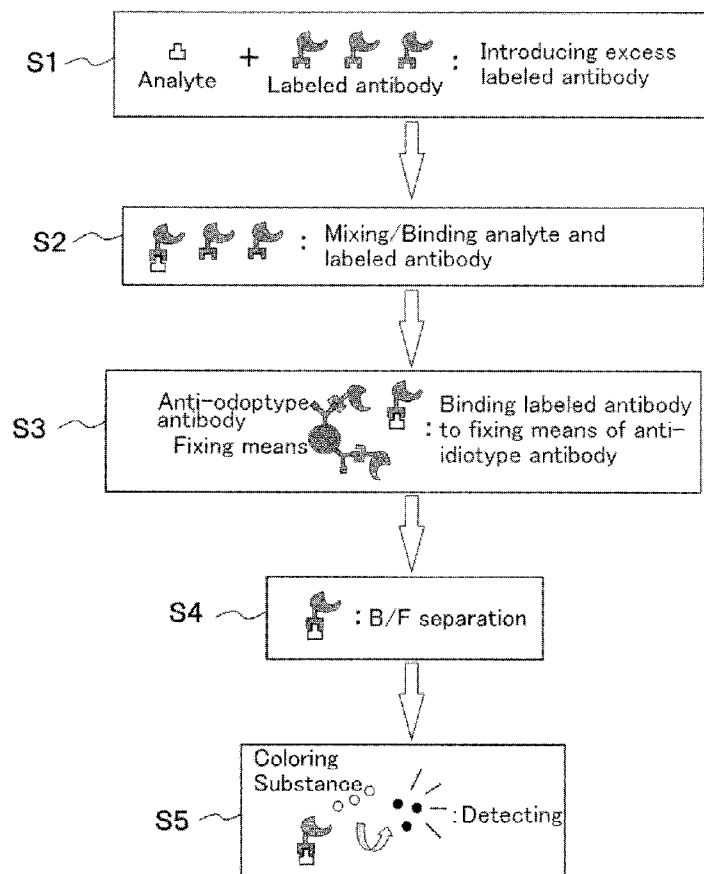 S1
Analyte + Labeled antibody : Introducing excess
labeled antibody
S2
: Mixing/Binding analyte and
labeled antibody
S3
Anti-odoptype
antibody
Fixing means
Binding labeled antibody
: to fixing means of anti-
idiotype antibody
S4
: B/F separation
S5
Coloring
Substance
:Detecting